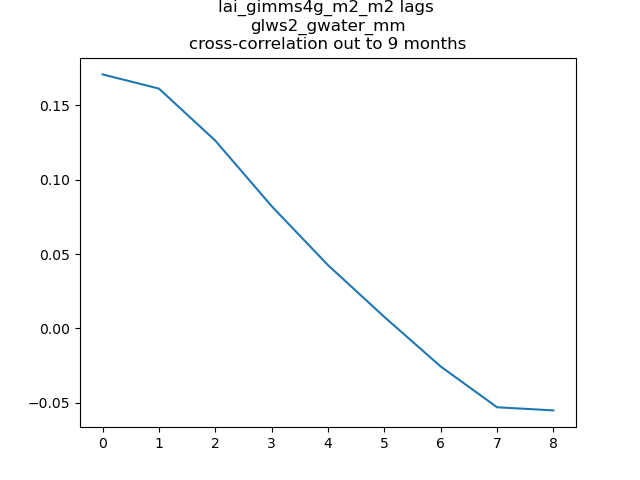 lai_gimms4g_m2_m2 lags
glws2_gwater_mm
cross-correlation out to 9 months
0.15
0.10
0.05
0.00
−0.05
0 1 2 3 4 5 6 7 8